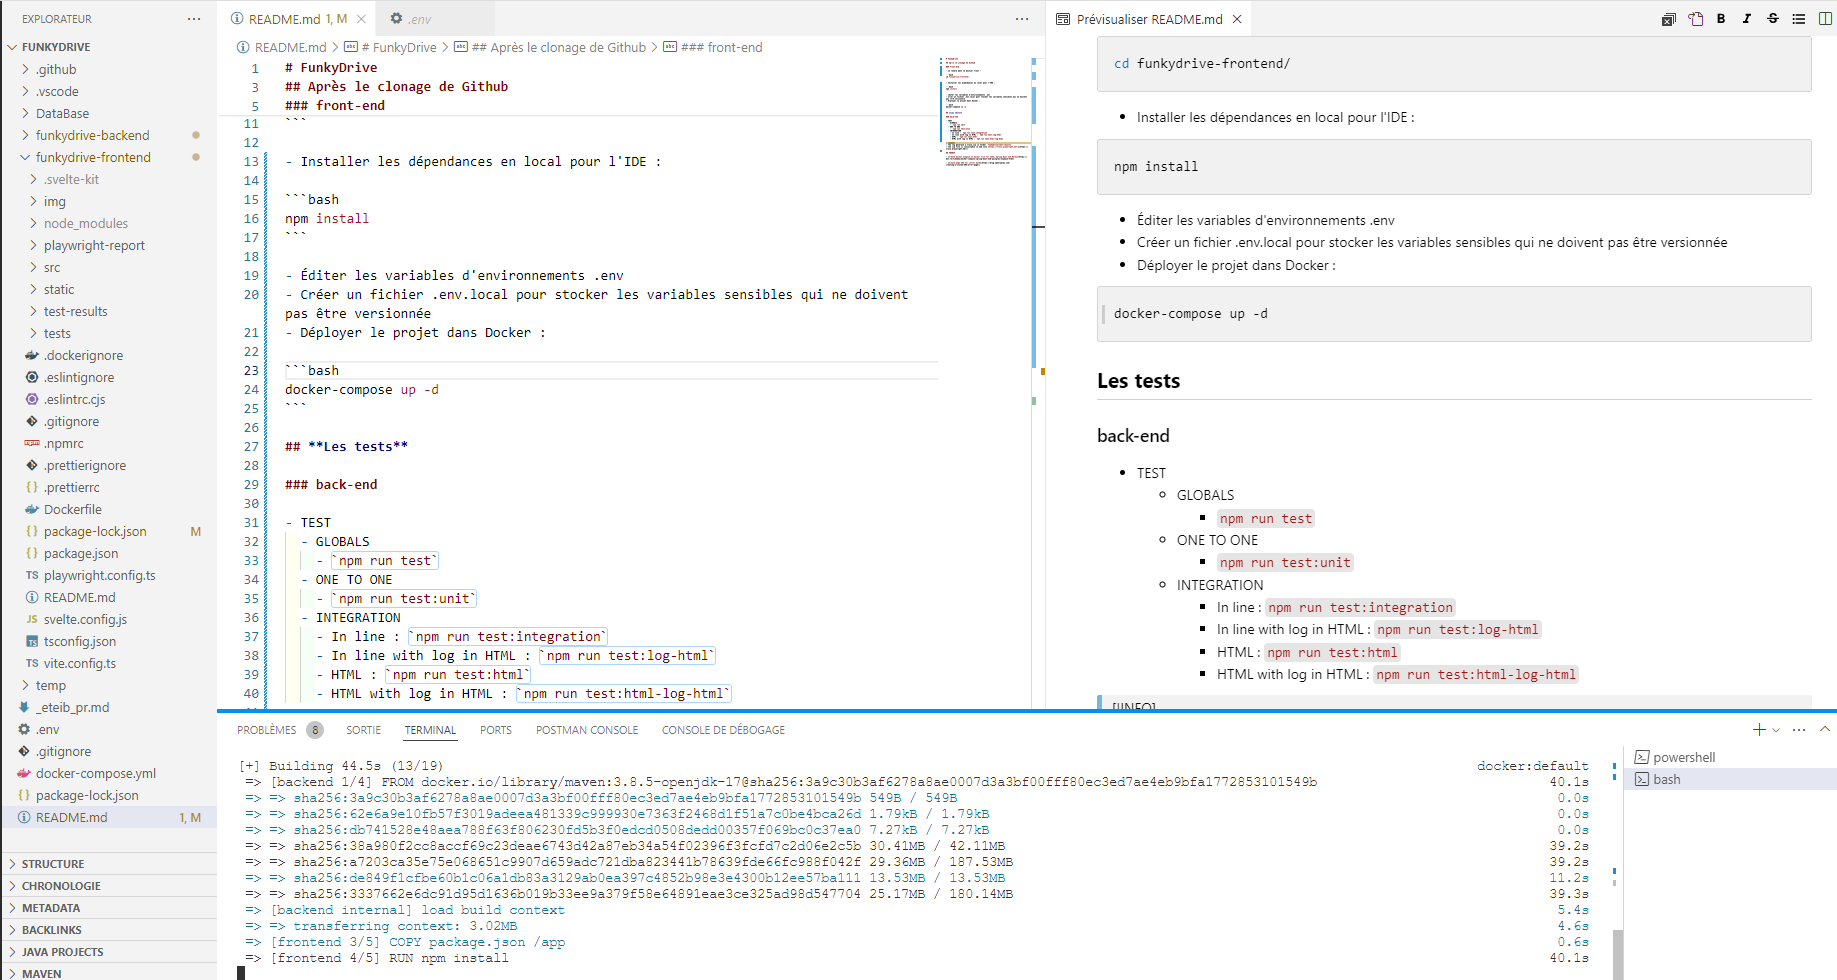 EXPLORATEUR
FUNKYDRIVE
.github
.vscode
DataBase
funkydrive-backend
funkydrive-frontend
.svelte-kit
img
node_modules
playwright-report
src
static
test-results
tests
.dockerignore
.eslintignore
.eslintrc.cjs
.gitignore
.npmrc
.prettierignore
.prettierrc
Dockerfile
package-lock.json M
package.json
TS playwright.config.ts
README.md
JS svelte.config.js
tsconfig.json
TS vite.config.ts
temp
_eteib_pr.md
.env
.gitignore
docker-compose.yml
package-lock.json
README.md 1, M
STRUCTURE
CHRONOLOGIE
METADATA
BACKLINKS
JAVA PROJECTS
MAVEN
README.md 1, M
.env
README.md > # FunkyDrive > ## Après le clonage de Github > ### front-end
1 # FunkyDrive
3 ## Après le clonage de Github
5 ### front-end
11 ```
12
13 - Installer les dépendances en local pour l'IDE :
14
15 ```bash
16 npm install
17 ```
18
19 - Éditer les variables d'environnements .env
20 - Créer un fichier .env.local pour stocker les variables sensibles qui ne doivent
pas être versionnée
21 - Déployer le projet dans Docker :
22
23 ```bash
24 docker-compose up -d
25 ```
26
27 ## **Les tests**
28
29 ### back-end
30
31 - TEST
32 - GLOBALS
33 - `npm run test`
34 - ONE TO ONE
35 - `npm run test:unit`
36 - INTEGRATION
37 - In line : `npm run test:integration`
38 - In line with log in HTML : `npm run test:log-html`
39 - HTML : `npm run test:html`
40 - HTML with log in HTML : `npm run test:html-log-html`
Prévisualiser README.md
cd funkydrive-frontend/
• Installer les dépendances en local pour l'IDE :
npm install
• Éditer les variables d'environnements .env
• Créer un fichier .env.local pour stocker les variables sensibles qui ne doivent pas être versionnée
• Déployer le projet dans Docker :
docker-compose up -d
Les tests
back-end
• TEST
GLOBALS
npm run test
ONE TO ONE
npm run test:unit
INTEGRATION
In line : npm run test:integration
In line with log in HTML : npm run test:log-html
HTML : npm run test:html
HTML with log in HTML : npm run test:html-log-html
PROBLÈMES 8 SORTIE TERMINAL PORTS POSTMAN CONSOLE CONSOLE DE DÉBOGAGE
[+] Building 44.5s (13/19) docker:default
=> [backend 1/4] FROM docker.io/library/maven:3.8.5-openjdk-17@sha256:3a9c30b3af6278a8ae0007d3a3bf00fff80ec3ed7ae4eb9bfa1772853101549b 40.1s
=> => sha256:3a9c30b3af6278a8ae0007d3a3bf00fff80ec3ed7ae4eb9bfa1772853101549b 549B / 549B 0.0s
=> => sha256:62e6a9e10fb57f3019adeea481339c999930e7363f2468d1f51a7c0be4bca26d 1.79kB / 1.79kB 0.0s
=> => sha256:db741528e48aea788f63f806230fd5b3f0edcd0508dedd00357f069bc0c37ea0 7.27kB / 7.27kB 0.0s
=> => sha256:38a980f2cc8accf69c23deae6743d42a87eb34a54f02396f3fcfd7c2d06e2c5b 30.41MB / 42.11MB 39.2s
=> => sha256:a7203ca35e75e068651c9907d659adc721dba823441b78639fde66fc988f042f 29.36MB / 187.53MB 39.2s
=> => sha256:de849f1cfbe60b1c06a1db83a3129ab0ea397c4852b98e3e4300b12ee57ba111 13.53MB / 13.53MB 11.2s
=> => sha256:3337662e6dc91d95d1636b019b33ee9a379f58e64891eae3ce325ad98d547704 25.17MB / 180.14MB 39.3s
=> [backend internal] load build context 5.4s
=> => transferring context: 3.02MB 4.6s
=> [frontend 3/5] COPY package.json /app 0.6s
=> [frontend 4/5] RUN npm install 40.1s
powershell
bash